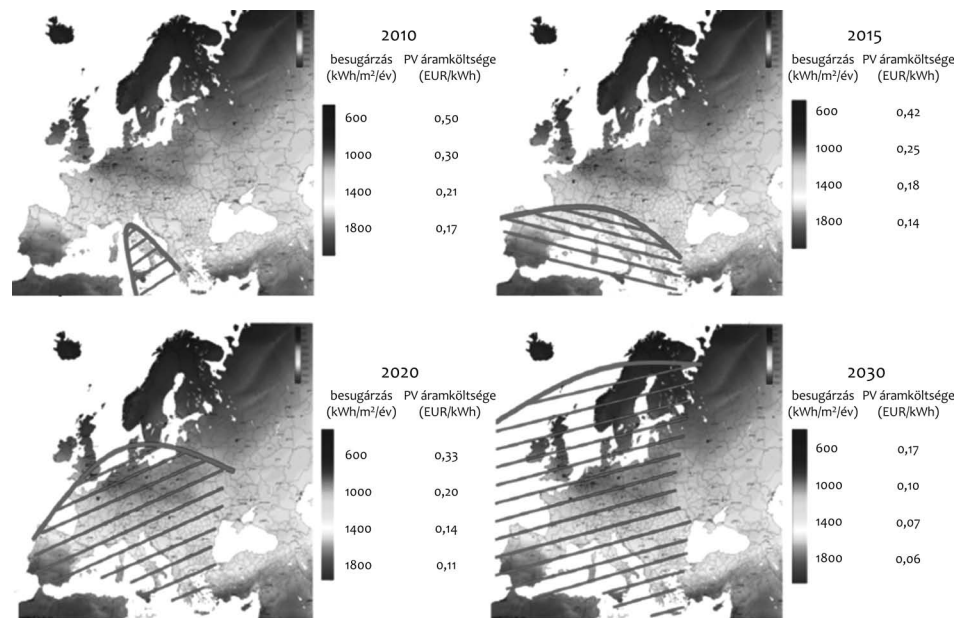 2010
besugárzás PV áramköltsége
(kWh/m²/év) (EUR/kWh)
600 0,50
1000 0,30
1400 0,21
1800 0,17
2015
besugárzás PV áramköltsége
(kWh/m²/év) (EUR/kWh)
600 0,42
1000 0,25
1400 0,18
1800 0,14
2020
besugárzás PV áramköltsége
(kWh/m²/év) (EUR/kWh)
600 0,33
1000 0,20
1400 0,14
1800 0,11
2030
besugárzás PV áramköltsége
(kWh/m²/év) (EUR/kWh)
600 0,17
1000 0,10
1400 0,07
1800 0,06